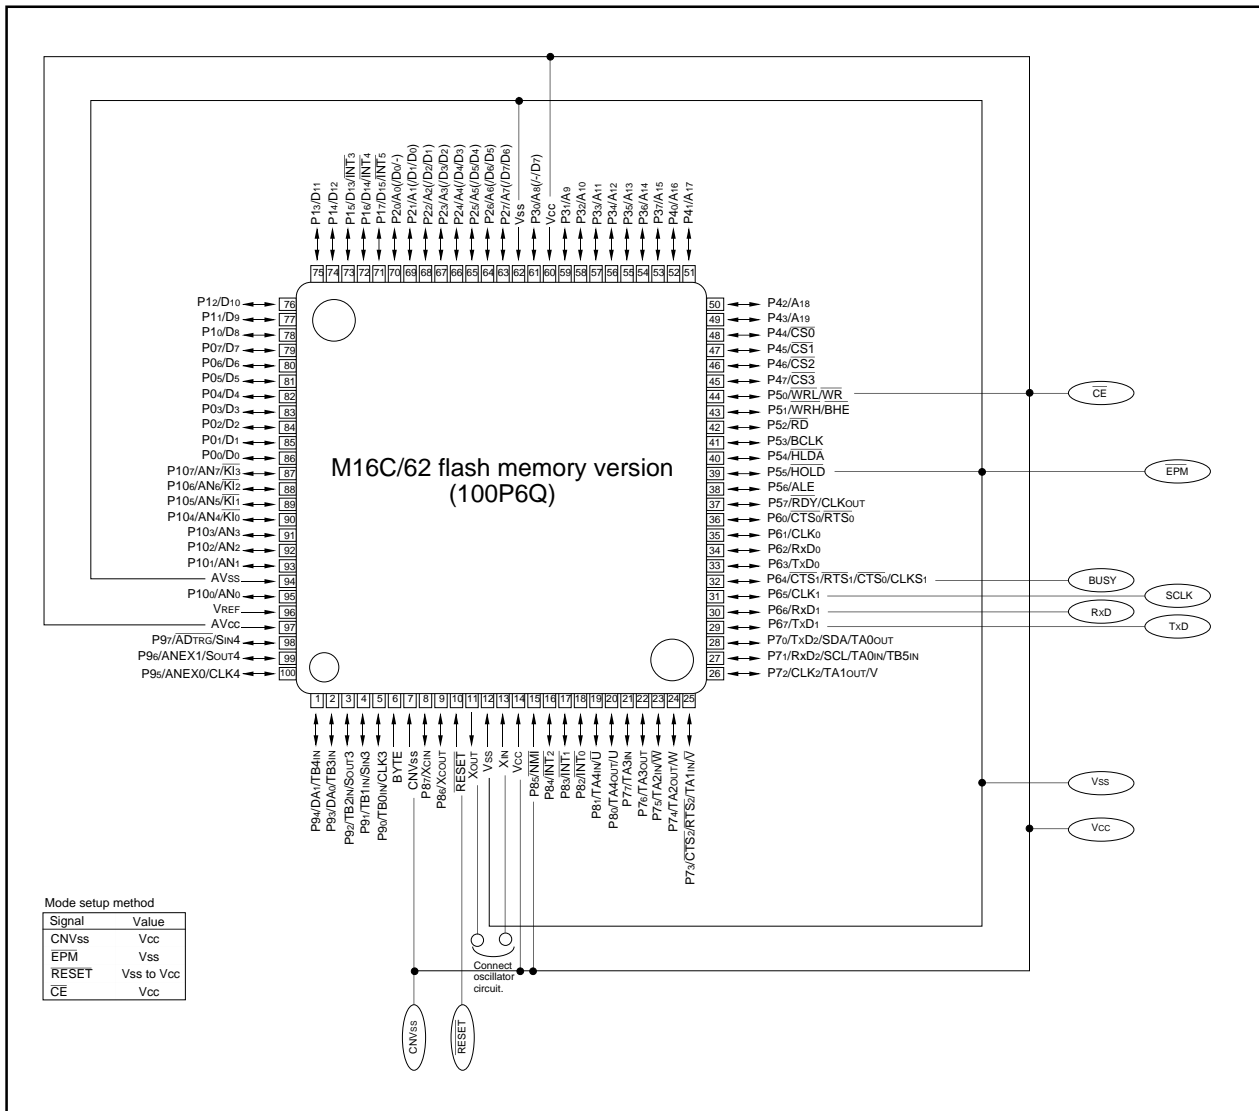 P13/D11
P14/D12
P15/D13/INT3
P16/D14/INT4
P17/D15/INT5
P20/A0(/D0/-)
P21/A1(/D1/D0)
P22/A2(/D2/D1)
P23/A3(/D3/D2)
P24/A4(/D4/D3)
P25/A5(/D5/D4)
P26/A6(/D6/D5)
P27/A7(/D7/D6)
Vss
P30/A8(/-/D7)
Vcc
P31/A9
P32/A10
P33/A11
P34/A12
P35/A13
P36/A14
P37/A15
P40/A16
P41/A17
75 74 73 72 71 70 69 68 67 66 65 64 63 62 61 60 59 58 57 56 55 54 53 52 51
P12/D10 76
P11/D9 77
P10/D8 78
P07/D7 79
P06/D6 80
P05/D5 81
P04/D4 82
P03/D3 83
P02/D2 84
P01/D1 85
P00/D0 86
P107/AN7/KI3 87
P106/AN6/KI2 88
P105/AN5/KI1 89
P104/AN4/KI0 90
P103/AN3 91
P102/AN2 92
P101/AN1 93
AVss 94
P100/AN0 95
VREF 96
AVcc 97
P97/ADTRG/SIN4 98
P96/ANEX1/SOUT4 99
P95/ANEX0/CLK4 100
M16C/62 flash memory version
(100P6Q)
50 P42/A18
49 P43/A19
48 P44/CS0
47 P45/CS1
46 P46/CS2
45 P47/CS3
44 P50/WRL/WR
43 P51/WRH/BHE
42 P52/RD
41 P53/BCLK
40 P54/HLDA
39 P55/HOLD
38 P56/ALE
37 P57/RDY/CLKOUT
36 P60/CTS0/RTS0
35 P61/CLK0
34 P62/RxD0
33 P63/TxD0
32 P64/CTS1/RTS1/CTS0/CLKS1
31 P65/CLK1
30 P66/RxD1
29 P67/TxD1
28 P70/TxD2/SDA/TA0OUT
27 P71/RxD2/SCL/TA0IN/TB5IN
26 P72/CLK2/TA1OUT/V
CE
EPM
BUSY
SCLK
RxD
TxD
Vss
Vcc
1 2 3 4 5 6 7 8 9 10 11 12 13 14 15 16 17 18 19 20 21 22 23 24 25
P94/DA1/TB4IN
P93/DA0/TB3IN
P92/TB2IN/SOUT3
P91/TB1IN/SIN3
P90/TB0IN/CLK3
BYTE
CNVss
P87/XCIN
P86/XCOUT
RESET
XOUT
Vss
XIN
Vcc
P85/NMI
P84/INT2
P83/INT1
P82/INT0
P81/TA4IN/U
P80/TA4OUT/U
P77/TA3IN
P76/TA3OUT
P75/TA2IN/W
P74/TA2OUT/W
P73/CTS2/RTS2/TA1IN/V
Connect
oscillator
circuit.
CNVss
RESET
Mode setup method
Signal Value
CNVss Vcc
EPM Vss
RESET Vss to Vcc
CE Vcc